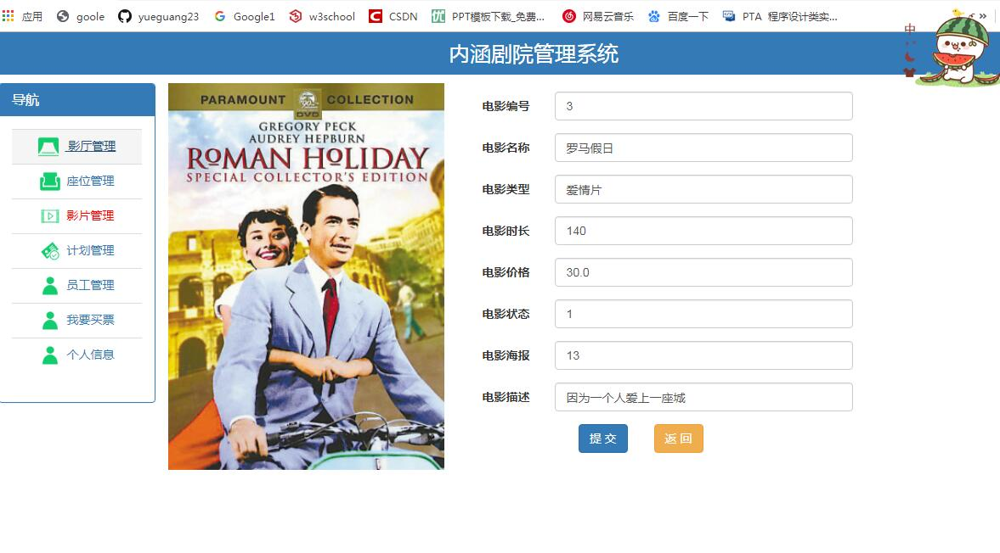 应用 goole yueguang23 Google1 w3school CSDN PPT模板下载_免费... 网易云音乐 百度一下 PTA 程序设计类实... »
中
内涵剧院管理系统
导航
影厅管理
座位管理
影片管理
计划管理
员工管理
我要买票
个人信息
PARAMOUNT COLLECTION
DVD
GREGORY PECK
AUDREY HEPBURN
ROMAN HOLIDAY
SPECIAL COLLECTOR'S EDITION
电影编号 3
电影名称 罗马假日
电影类型 爱情片
电影时长 140
电影价格 30.0
电影状态 1
电影海报 13
电影描述 因为一个人爱上一座城
提 交 返 回